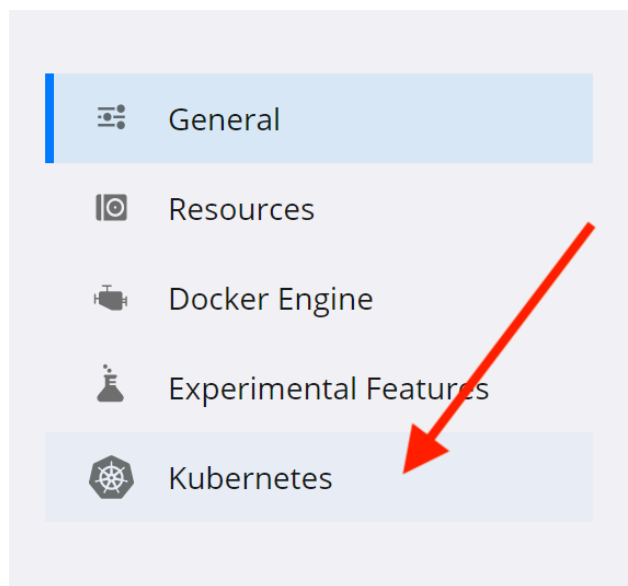 General
Resources
Docker Engine
Experimental Features
Kubernetes